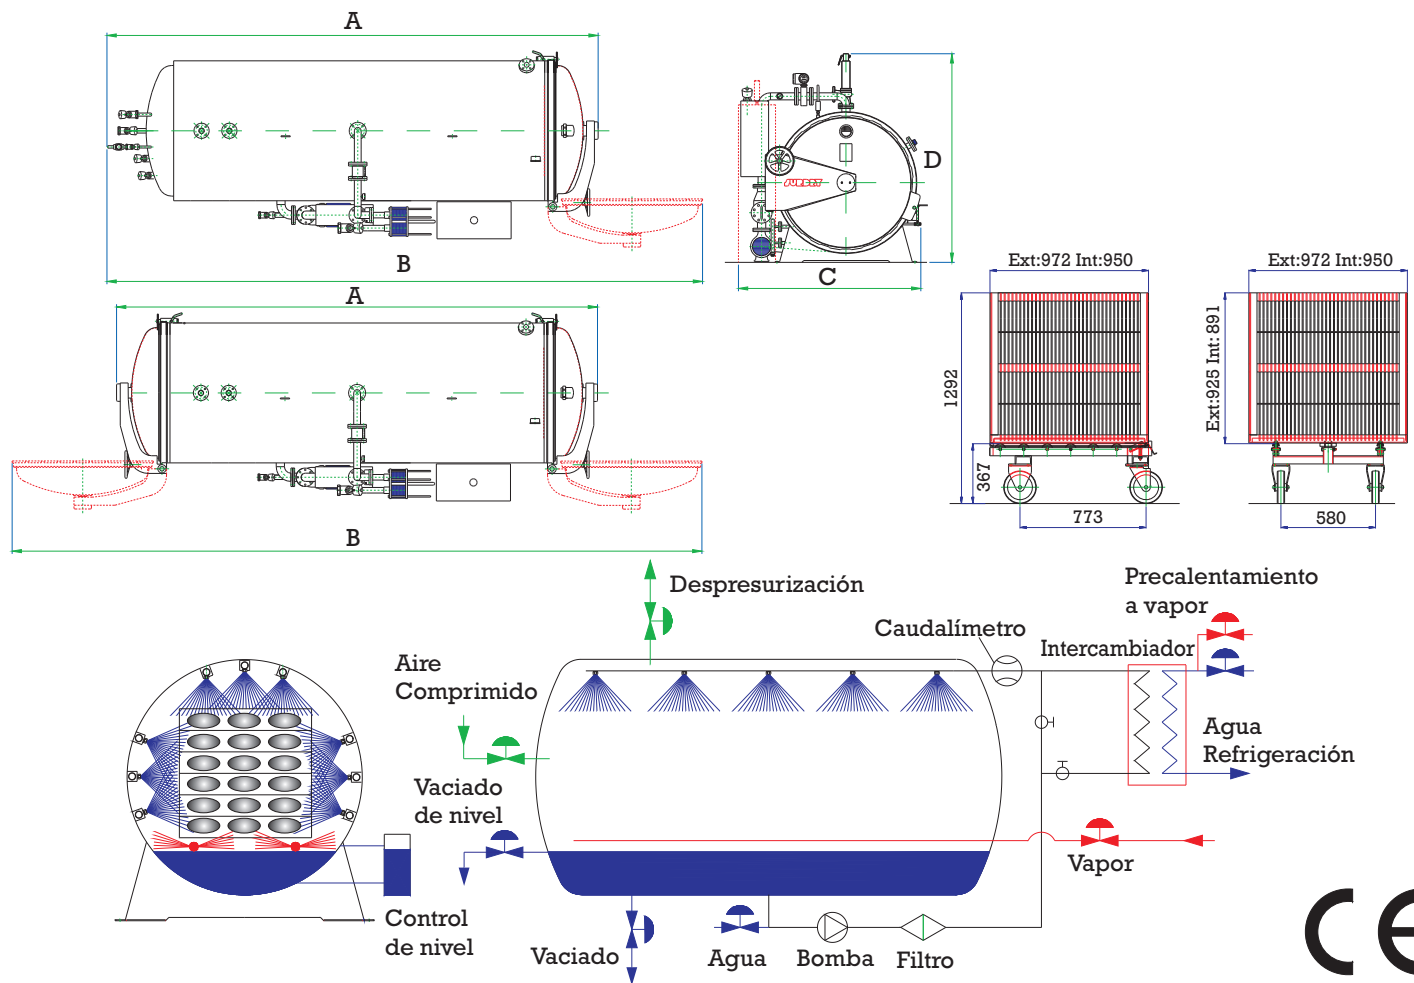 A
B
A
B
C
D
SURDRY
Ext:972 Int:950
Ext:972 Int:950
1292
367
773
Ext:925 Int: 891
580
Despresurización
Precalentamiento
a vapor
Caudalímetro
Intercambiador
Aire
Comprimido
Agua
Refrigeración
Vaciado
de nivel
Vapor
Control
de nivel
Vaciado
Agua
Bomba
Filtro
CE